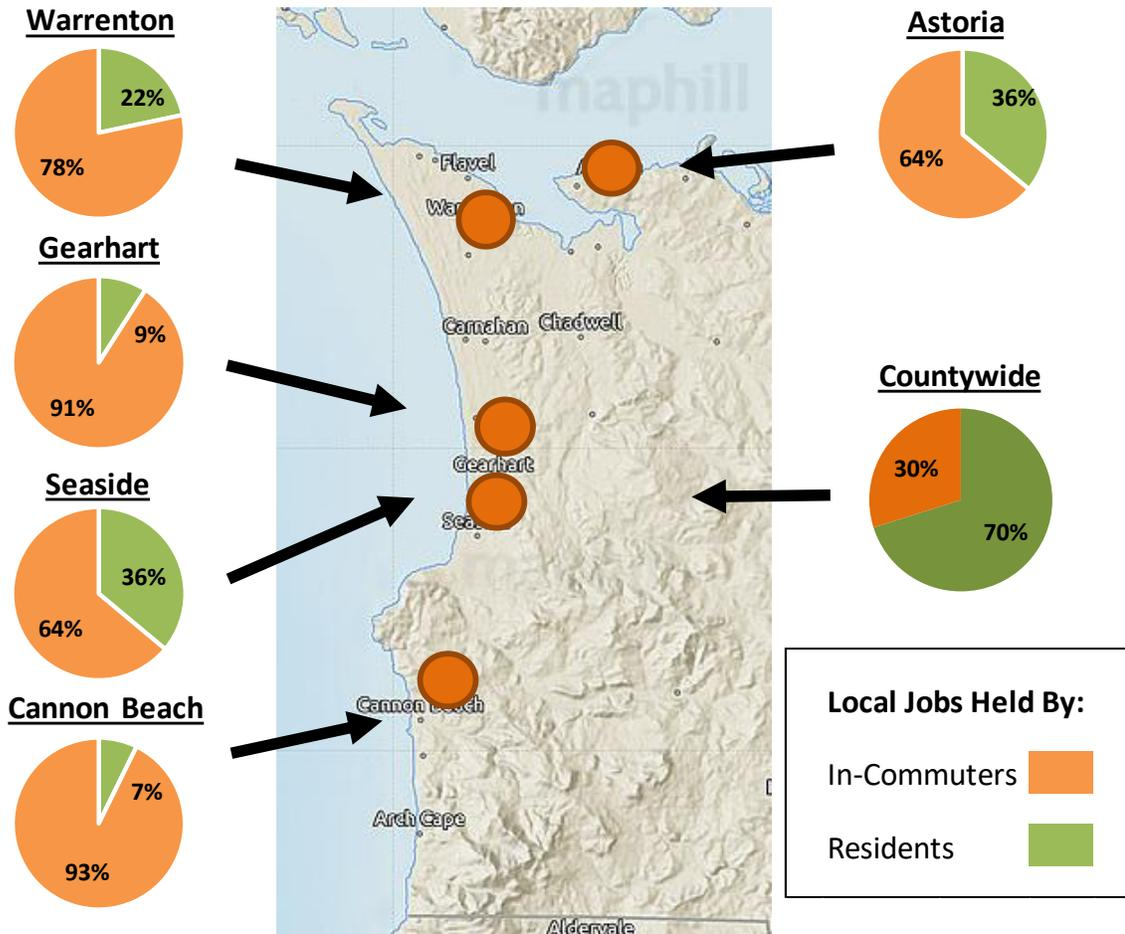 Warrenton
22%
78%
Gearhart
9%
91%
Seaside
36%
64%
Cannon Beach
7%
93%
maphill
Flavel
Carnahan
Chadwell
Gearhart
Arch Cape
Aldervale
Astoria
36%
64%
Countywide
30%
70%
Local Jobs Held By:
In-Commuters
Residents